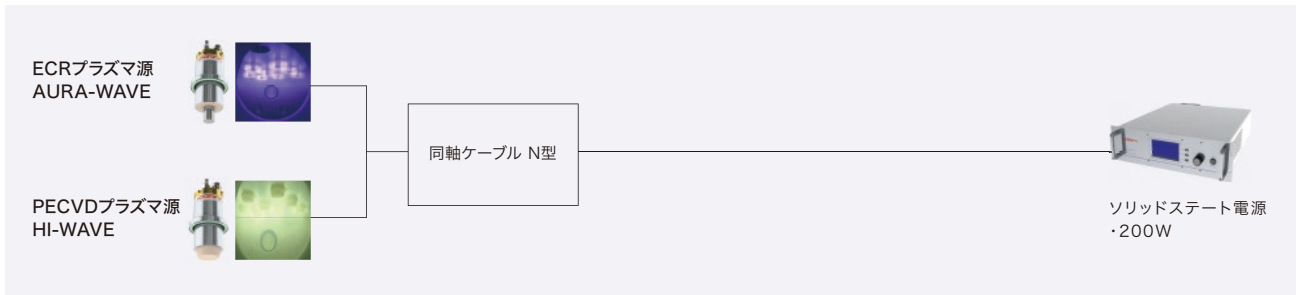 ECRプラズマ源
AURA-WAVE
同軸ケーブル N型
PECVDプラズマ源
HI-WAVE
ソリッドステート電源
・200W